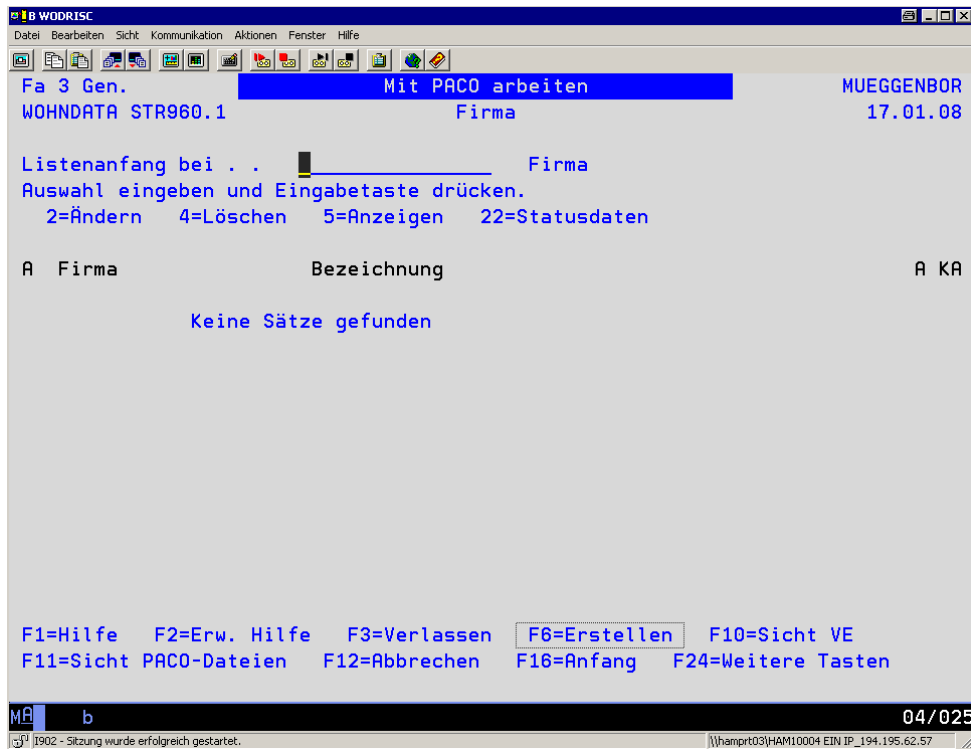 B WODRISC
Datei Bearbeiten Sicht Kommunikation Aktionen Fenster Hilfe
Fa 3 Gen. Mit PACO arbeiten MUEGGENBOR
WOHNDATA STR960.1 Firma 17.01.08
Listenanfang bei . . Firma
Auswahl eingeben und Eingabetaste drücken.
2=Ändern 4=Löschen 5=Anzeigen 22=Statusdaten
A Firma Bezeichnung A KA
Keine Sätze gefunden
F1=Hilfe F2=Erw. Hilfe F3=Verlassen F6=Erstellen F10=Sicht VE
F11=Sicht PACO-Dateien F12=Abbrechen F16=Anfang F24=Weitere Tasten
MA b 04/025
I902 - Sitzung wurde erfolgreich gestartet. \\hamprt03\HAM10004 EIN IP_194.195.62.57